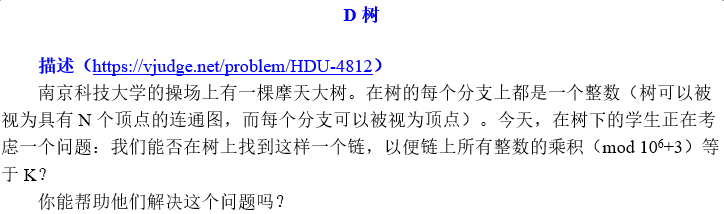 D 树
描述（https://vjudge.net/problem/HDU-4812）
南京科技大学的操场上有一棵摩天大树。在树的每个分支上都是一个整数（树可以被
视为具有 N 个顶点的连通图，而每个分支可以被视为顶点）。今天，在树下的学生正在考
虑一个问题：我们能否在树上找到这样一个链，以便链上所有整数的乘积（mod 10⁶+3）等
于 K？
你能帮助他们解决这个问题吗？